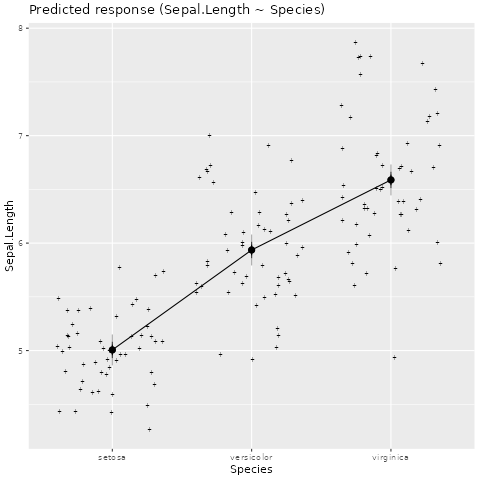 Predicted response (Sepal.Length ~ Species)
8
7
6
5
Sepal.Length
setosa
versicolor
virginica
Species